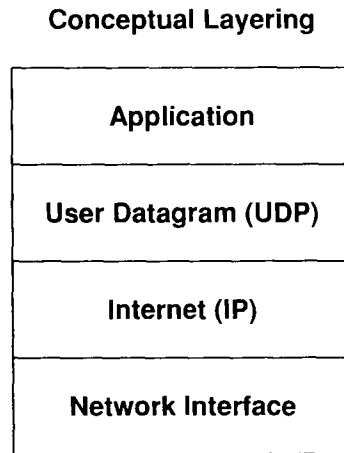 Conceptual Layering
Application
User Datagram (UDP)
Internet (IP)
Network Interface